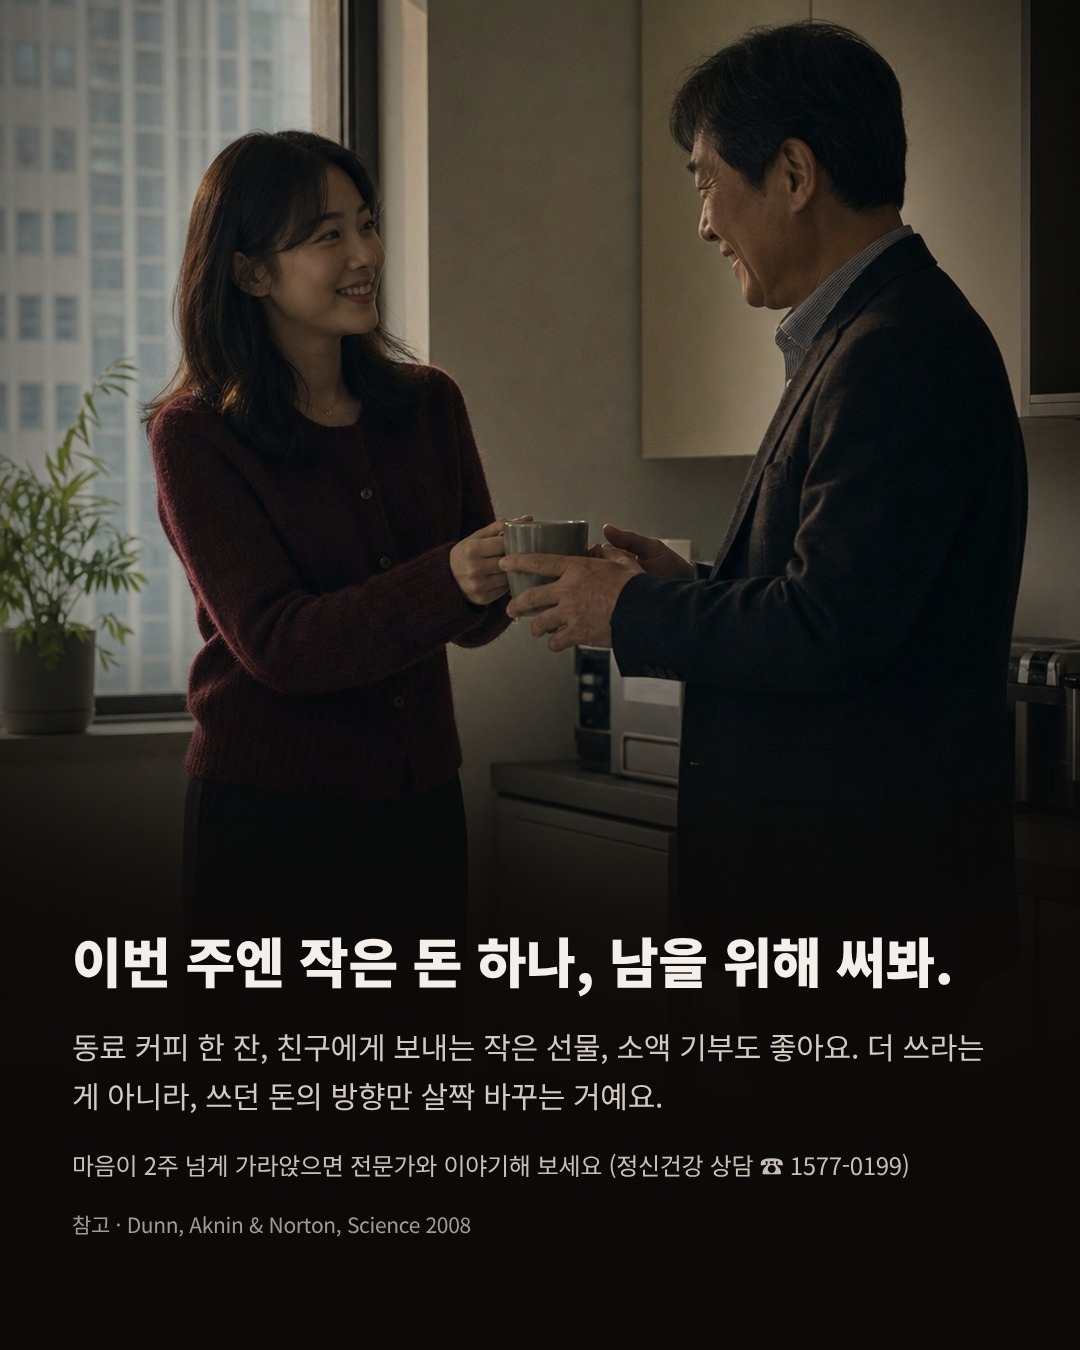 이번 주엔 작은 돈 하나, 남을 위해 써봐.
동료 커피 한 잔, 친구에게 보내는 작은 선물, 소액 기부도 좋아요. 더 쓰라는
게 아니라, 쓰던 돈의 방향만 살짝 바꾸는 거예요.
마음이 2주 넘게 가라앉으면 전문가와 이야기해 보세요 (정신건강 상담 ☎ 1577-0199)
참고 · Dunn, Aknin & Norton, Science 2008